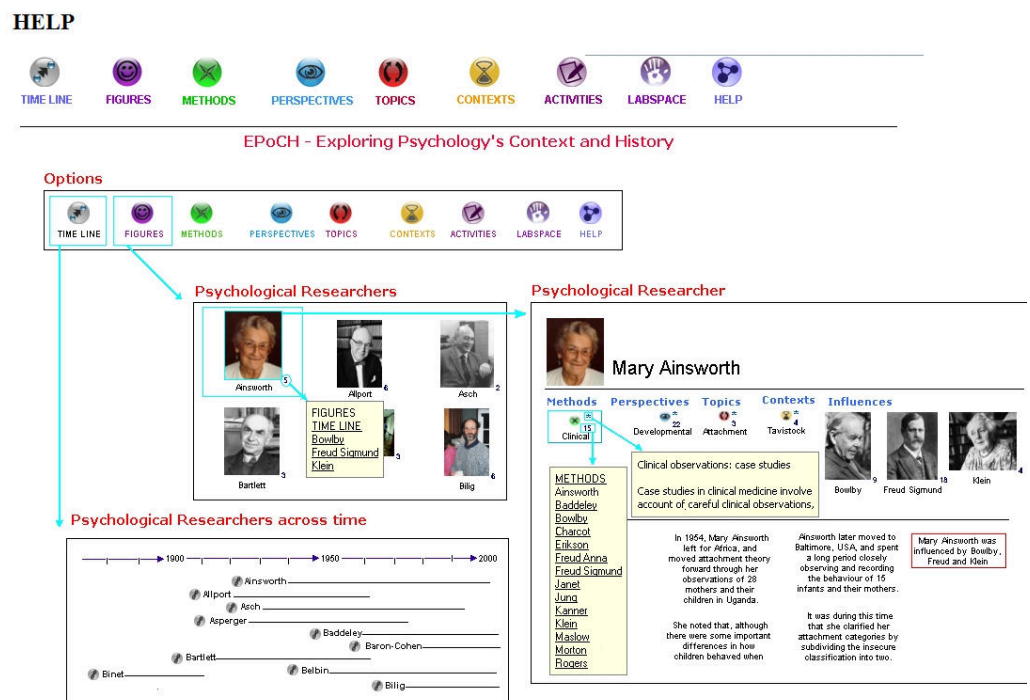 HELP
TIME LINE FIGURES METHODS PERSPECTIVES TOPICS CONTEXTS ACTIVITIES LABSPACE HELP
EPoCH - Exploring Psychology's Context and History
Options
TIME LINE FIGURES METHODS PERSPECTIVES TOPICS CONTEXTS ACTIVITIES LABSPACE HELP
Psychological Researchers
Ainsworth 5
Allport 6
Asch 2
FIGURES
TIME LINE
Bowlby
Freud Sigmund
Klein
Bartlett 3
3
Bilig 6
Psychological Researcher
Mary Ainsworth
Methods Perspectives Topics Contexts Influences
15 22 3 4
Clinical Developmental Attachment Tavistock
Bowlby 9
Freud Sigmund 18
Klein 4
METHODS
Ainsworth
Baddeley
Bowlby
Charcot
Erikson
Freud Anna
Freud Sigmund
Janet
Jung
Kanner
Klein
Maslow
Morton
Rogers
Clinical observations: case studies
Case studies in clinical medicine involve
account of careful clinical observations,
In 1954, Mary Ainsworth
left for Africa, and
moved attachment theory
forward through her
observations of 28
mothers and their
children in Uganda.
She noted that, although
there were some important
differences in how
children behaved when
Ainsworth later moved to
Baltimore, USA, and spent
a long period closely
observing and recording
the behaviour of 15
infants and their mothers.
It was during this time
that she clarified her
attachment categories by
subdividing the insecure
classification into two.
Mary Ainsworth was
influenced by Bowlby,
Freud and Klein
Psychological Researchers across time
1900 1950 2000
Ainsworth
Allport
Asch
Asperger
Baddeley
Baron-Cohen
Bartlett
Belbin
Binet
Bilig